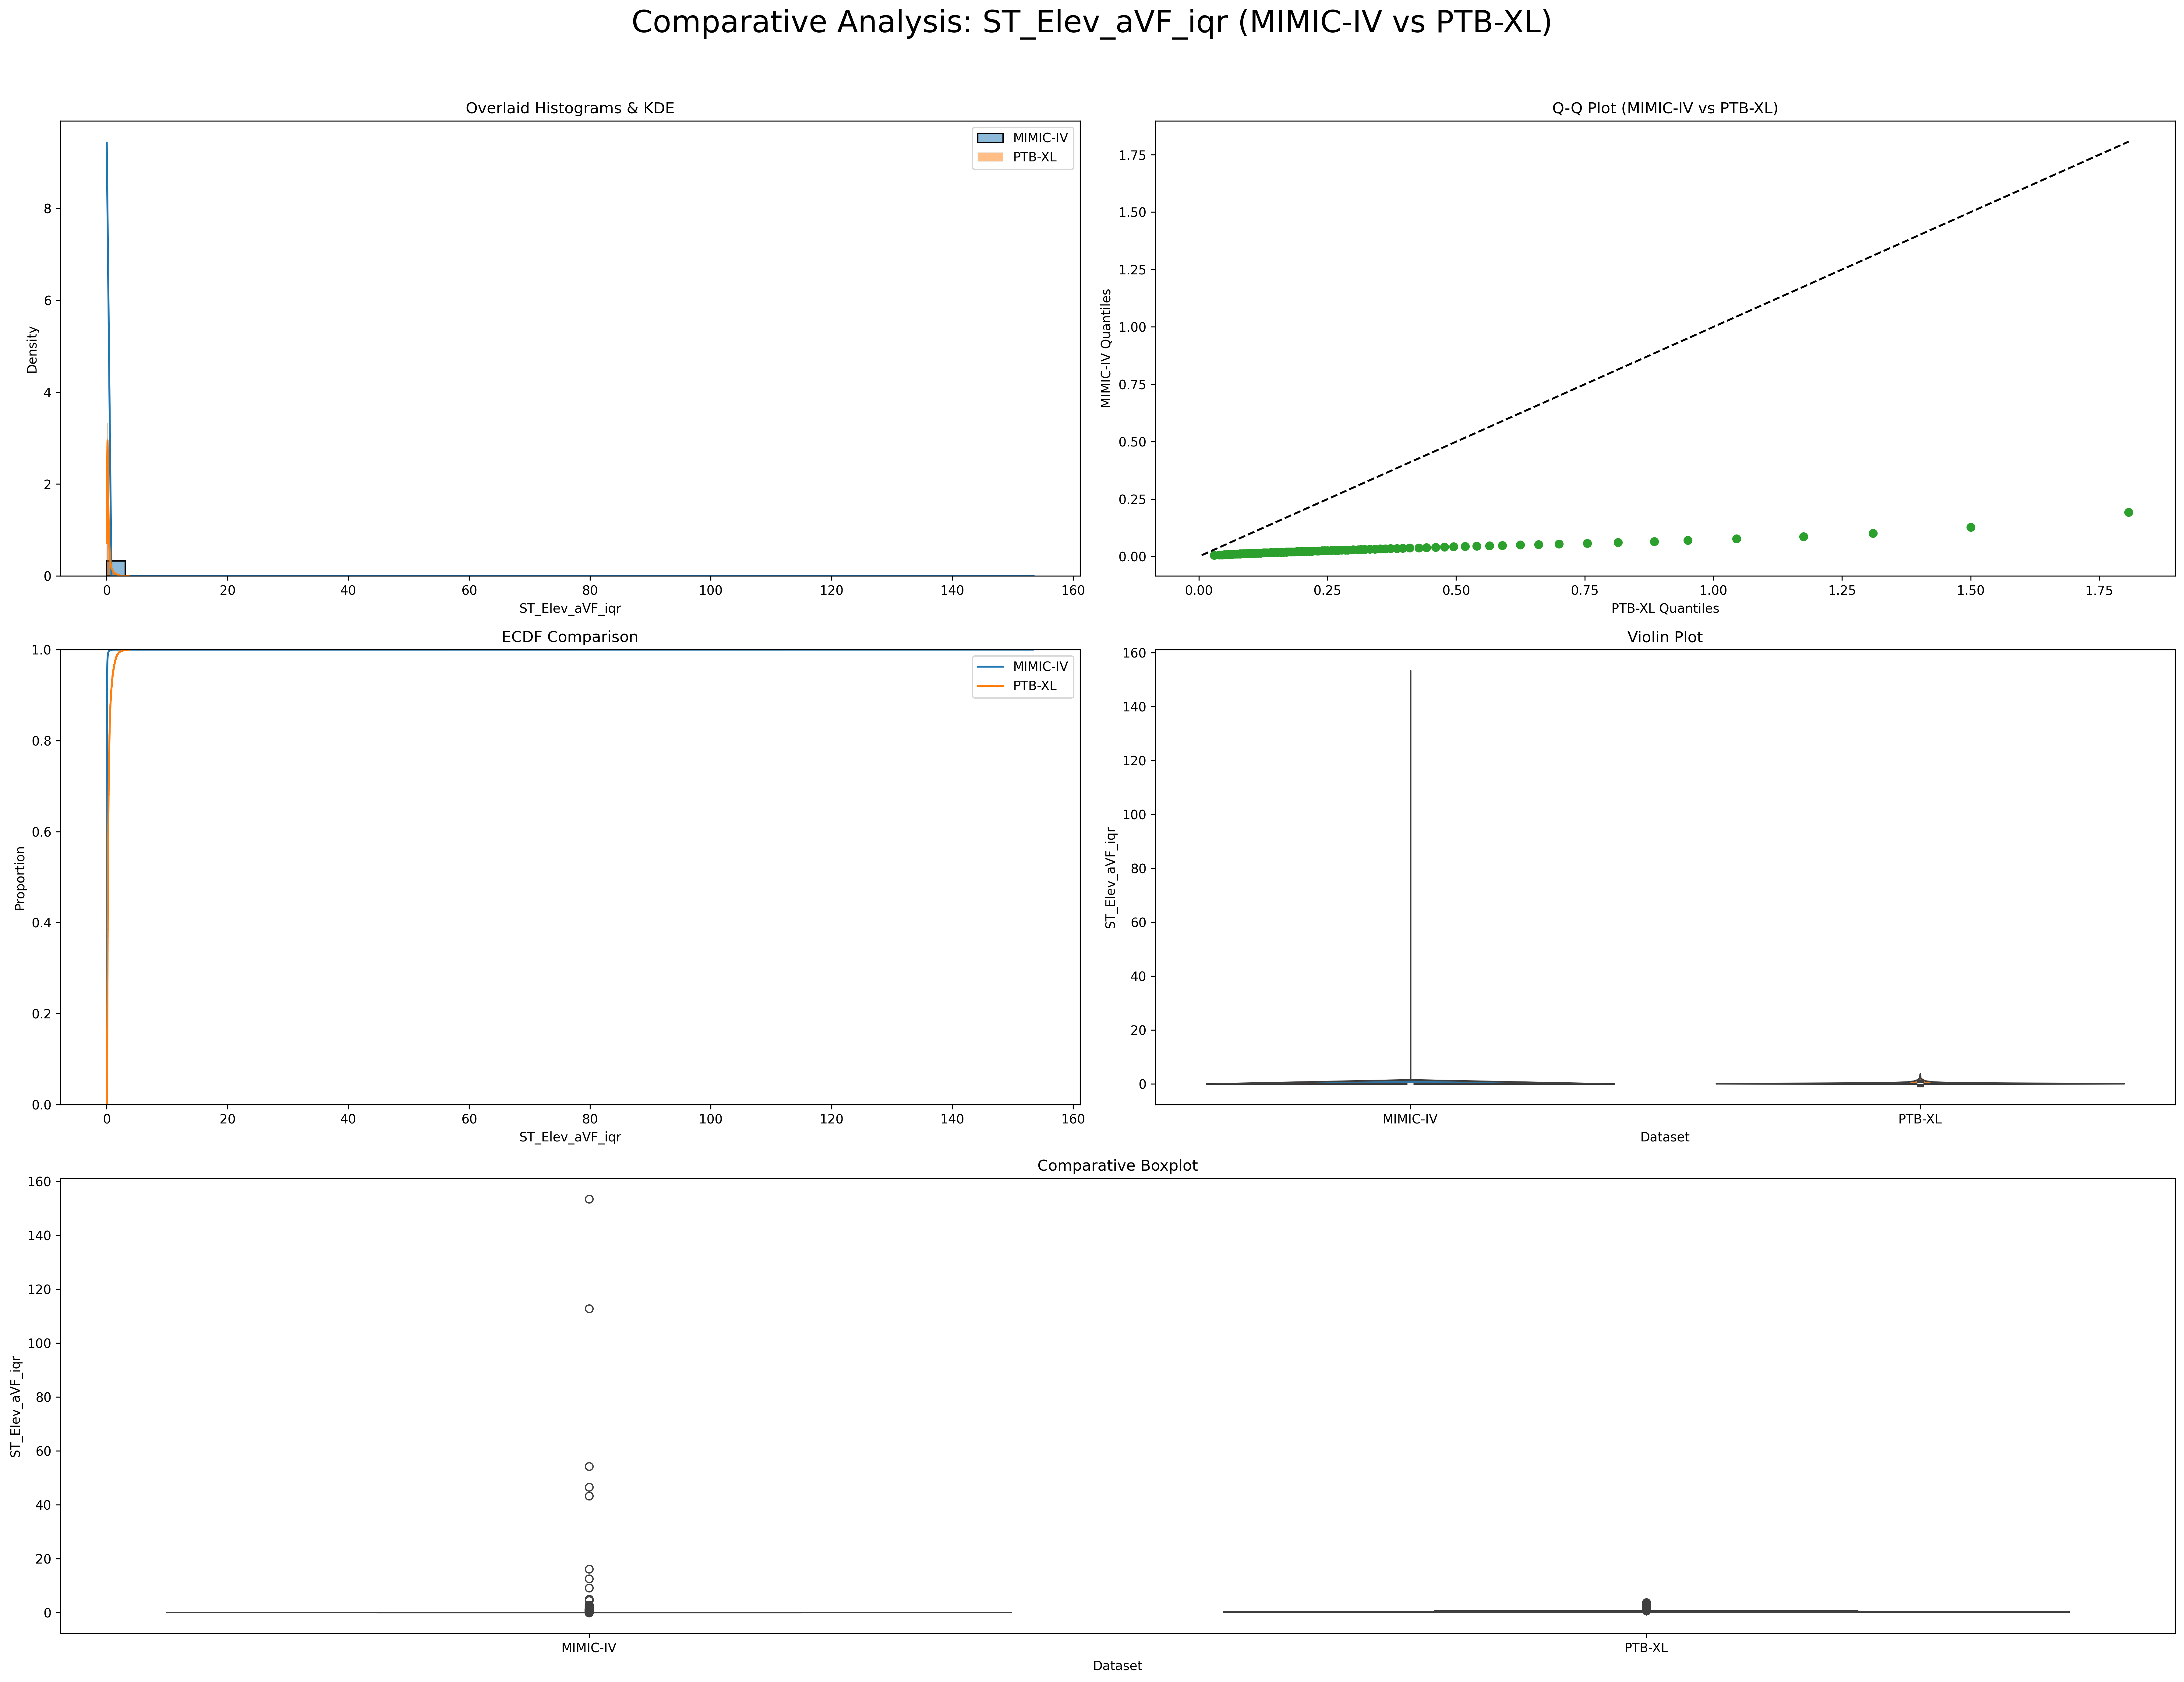 Comparative Analysis: ST_Elev_aVF_iqr (MIMIC-IV vs PTB-XL)
Overlaid Histograms & KDE
MIMIC-IV
PTB-XL
Density
8
6
4
2
0
0 20 40 60 80 100 120 140 160
ST_Elev_aVF_iqr
Q-Q Plot (MIMIC-IV vs PTB-XL)
MIMIC-IV Quantiles
1.75
1.50
1.25
1.00
0.75
0.50
0.25
0.00
0.00 0.25 0.50 0.75 1.00 1.25 1.50 1.75
PTB-XL Quantiles
ECDF Comparison
MIMIC-IV
PTB-XL
Proportion
1.0
0.8
0.6
0.4
0.2
0.0
0 20 40 60 80 100 120 140 160
ST_Elev_aVF_iqr
Violin Plot
ST_Elev_aVF_iqr
160
140
120
100
80
60
40
20
0
MIMIC-IV PTB-XL
Dataset
Comparative Boxplot
ST_Elev_aVF_iqr
160
140
120
100
80
60
40
20
0
MIMIC-IV PTB-XL
Dataset